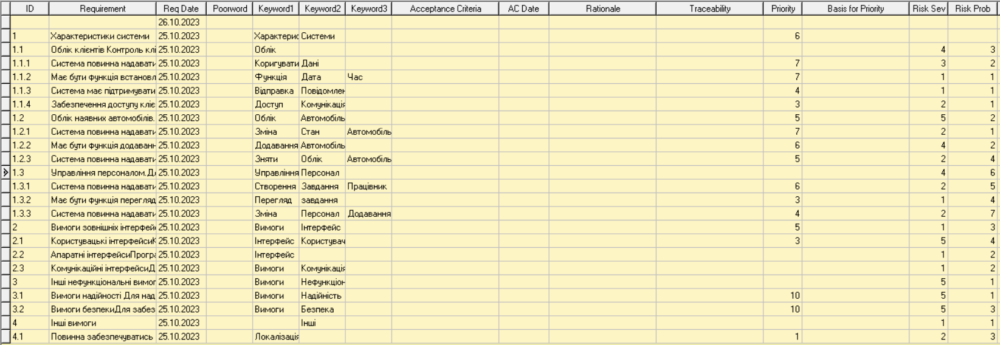 ID Requirement Req Date Poorword Keyword1 Keyword2 Keyword3 Acceptance Criteria AC Date Rationale Traceability Priority Basis for Priority Risk Sev Risk Prob
26.10.2023
1 Характеристики системи 25.10.2023 Характерис Системи 6
1.1 Облік клієнтів Контроль клі 25.10.2023 Облік 4 3
1.1.1 Система повинна надавати 25.10.2023 Коригувати Дані 7 3 2
1.1.2 Має бути функція встановл 25.10.2023 Функція Дата Час 7 1 1
1.1.3 Система має підтримувати 25.10.2023 Відправка Повідомлен 4 1 1
1.1.4 Забезпечення доступу кліє 25.10.2023 Доступ Комунікація 3 2 1
1.2 Облік наявних автомобілів. 25.10.2023 Облік Автомобіль 5 5 2
1.2.1 Система повинна надавати 25.10.2023 Зміна Стан Автомобіль 7 2 1
1.2.2 Має бути функція додаванн 25.10.2023 Додавання Автомобіль 6 4 2
1.2.3 Система повинна надавати 25.10.2023 Зняти Облік Автомобіль 5 2 4
1.3 Управління персоналом.Дл 25.10.2023 Управління Персонал 4 6
1.3.1 Система повинна надавати 25.10.2023 Створення Завдання Працівник 6 2 5
1.3.2 Має бути функція перегляд 25.10.2023 Перегляд завдання 3 1 4
1.3.3 Система повинна надавати 25.10.2023 Зміна Персонал Додавання 4 2 7
2 Вимоги зовнішніх інтерфей 25.10.2023 Вимоги Інтерфейс 5 1 3
2.1 Користувацькі інтерфейсиК 25.10.2023 Інтерфейс Користувач 3 5 4
2.2 Апаратні інтерфейсиПрогра 25.10.2023 Інтерфейс 1 2
2.3 Комунікаційні інтерфейсиД 25.10.2023 Вимоги Комунікація 1 2
3 Інші нефункціональні вимог 25.10.2023 Вимоги Нефункціон 5 1
3.1 Вимоги надійності Для над 25.10.2023 Вимоги Надійність 10 5 1
3.2 Вимоги безпекиДля забез 25.10.2023 Вимоги Безпека 10 5 3
4 Інші вимоги 25.10.2023 Інші 1 1
4.1 Повинна забезпечуватись 25.10.2023 Локалізація 1 2 3